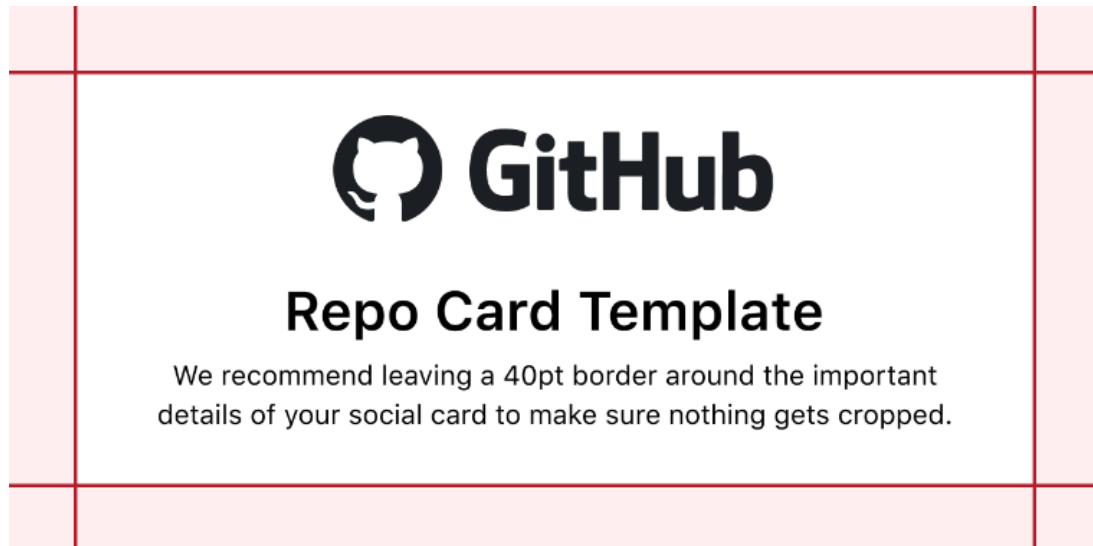 GitHub
Repo Card Template
We recommend leaving a 40pt border around the important
details of your social card to make sure nothing gets cropped.